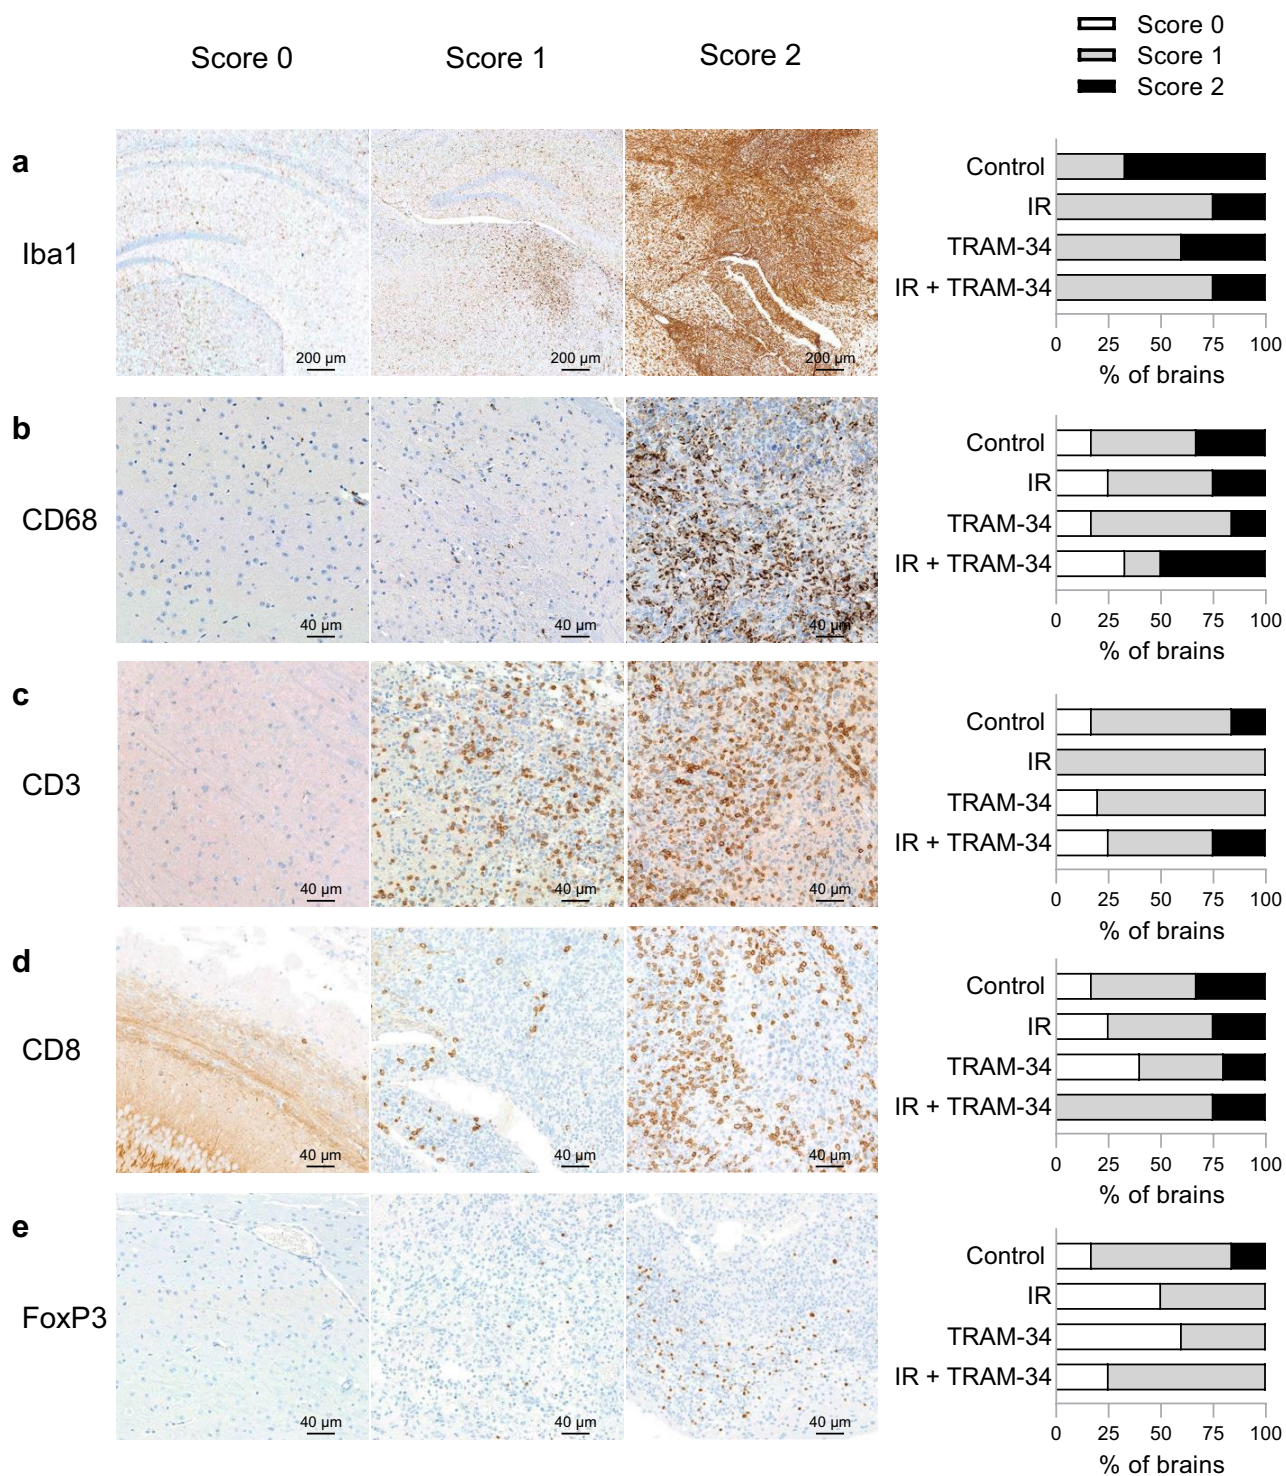 Score 0
Score 1
Score 2
Score 0
Score 1
Score 2
a
Iba1
200 µm
200 µm
200 µm
Control
IR
TRAM-34
IR + TRAM-34
0 25 50 75 100
% of brains
b
CD68
40 µm
40 µm
40 µm
Control
IR
TRAM-34
IR + TRAM-34
0 25 50 75 100
% of brains
c
CD3
40 µm
40 µm
40 µm
Control
IR
TRAM-34
IR + TRAM-34
0 25 50 75 100
% of brains
d
CD8
40 µm
40 µm
40 µm
Control
IR
TRAM-34
IR + TRAM-34
0 25 50 75 100
% of brains
e
FoxP3
40 µm
40 µm
40 µm
Control
IR
TRAM-34
IR + TRAM-34
0 25 50 75 100
% of brains